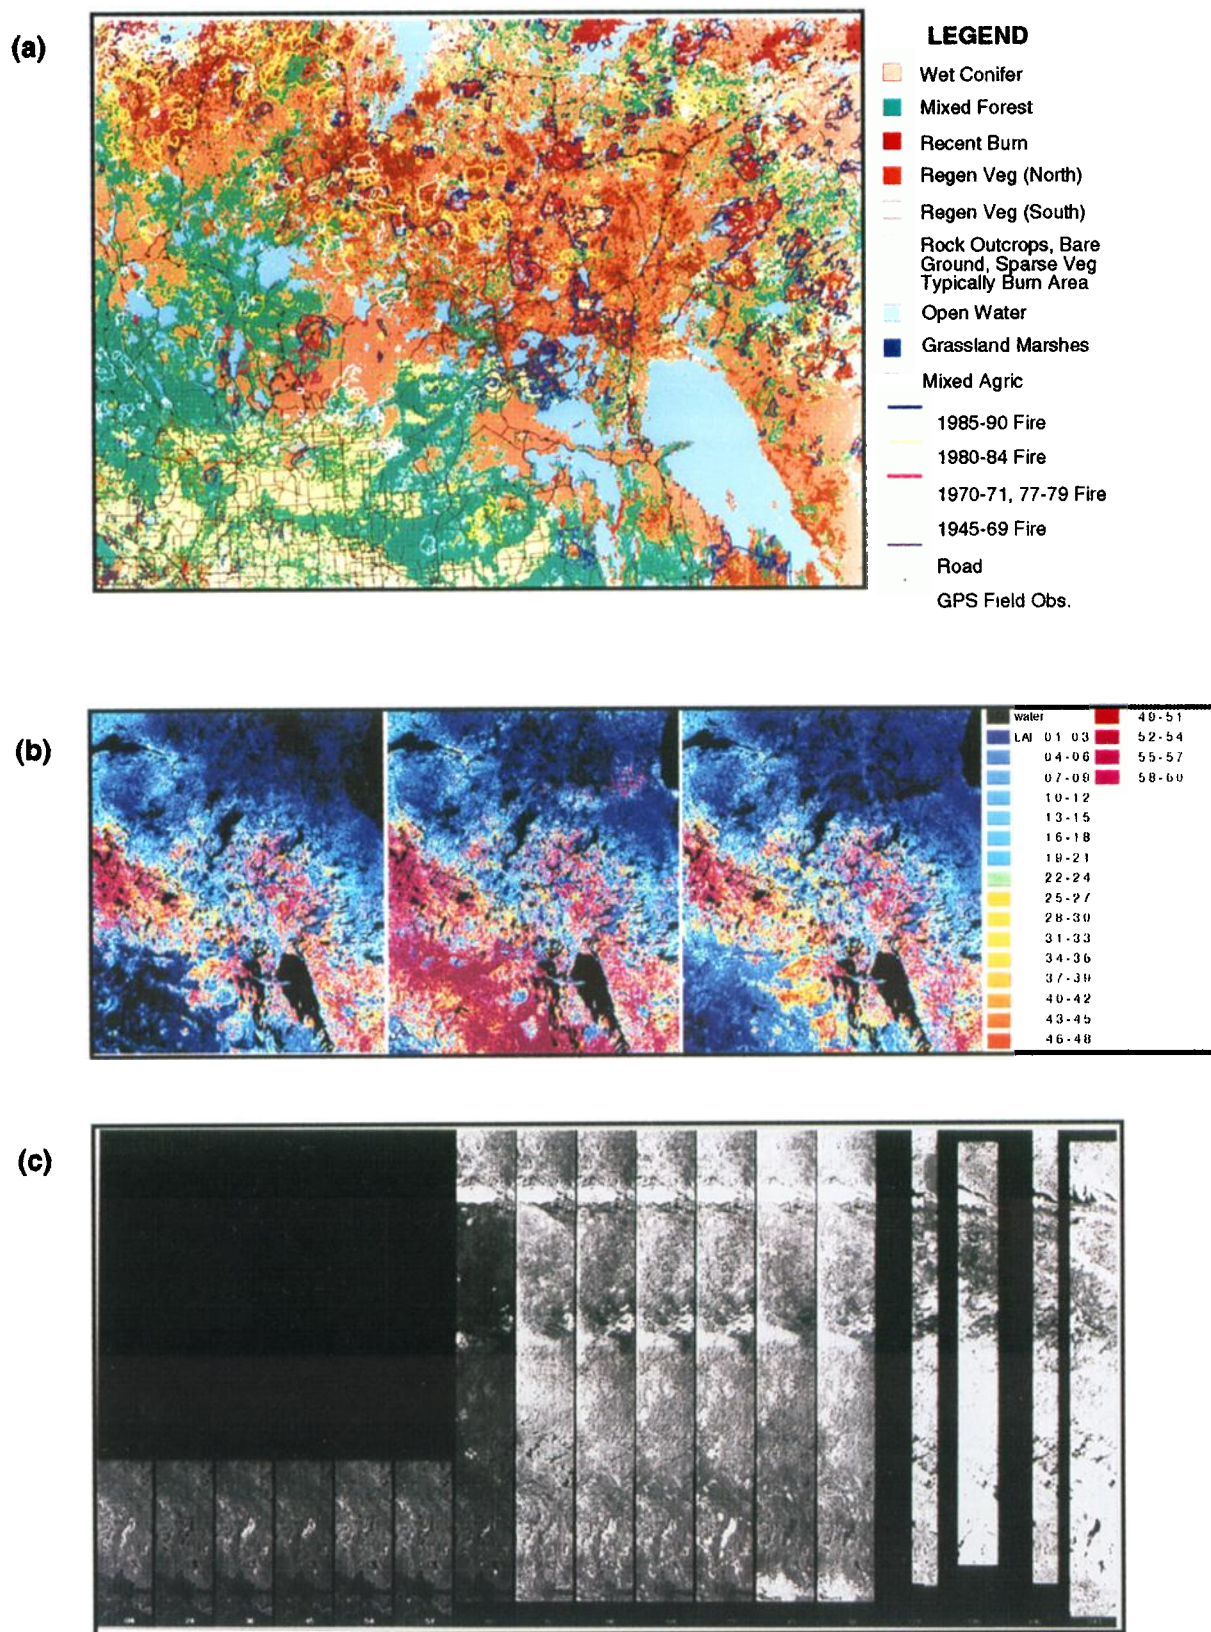 (a)
LEGEND
Wet Conifer
Mixed Forest
Recent Burn
Regen Veg (North)
Regen Veg (South)
Rock Outcrops, Bare
Ground, Sparse Veg
Typically Burn Area
Open Water
Grassland Marshes
Mixed Agric
1985-90 Fire
1980-84 Fire
1970-71, 77-79 Fire
1945-69 Fire
Road
GPS Field Obs.
(b)
water
LAI 01-03
04-06
07-09
10-12
13-15
16-18
19-21
22-24
25-27
28-30
31-33
34-36
37-39
40-42
43-45
46-48
49-51
52-54
55-57
58-60
(c)